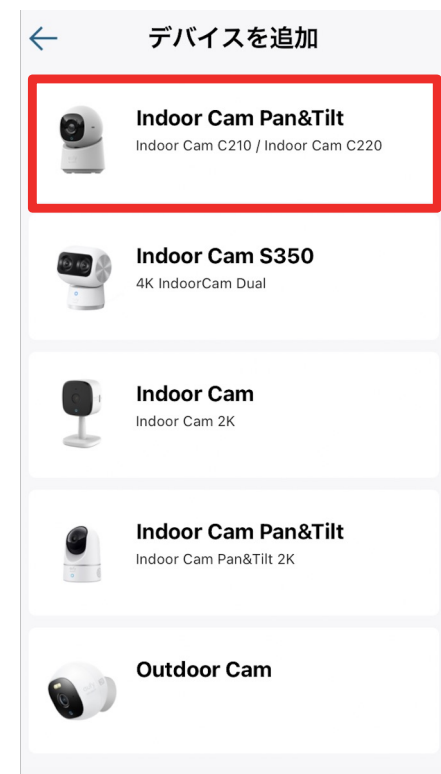 デバイスを追加
Indoor Cam Pan&Tilt
Indoor Cam C210 / Indoor Cam C220
Indoor Cam S350
4K IndoorCam Dual
Indoor Cam
Indoor Cam 2K
Indoor Cam Pan&Tilt
Indoor Cam Pan&Tilt 2K
Outdoor Cam